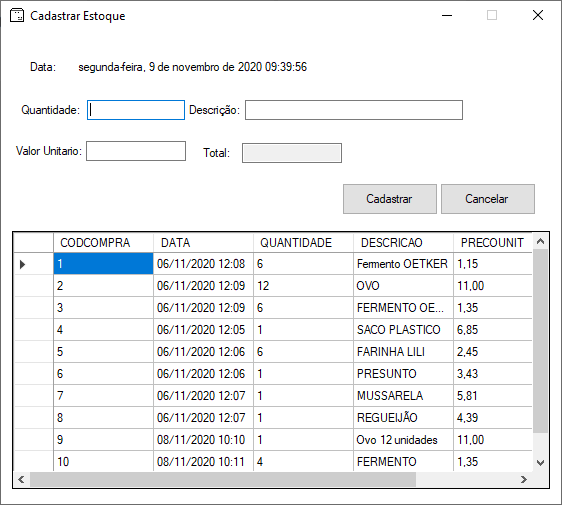 Cadastrar Estoque
Data: segunda-feira, 9 de novembro de 2020 09:39:56
Quantidade: Descrição:
Valor Unitario: Total:
Cadastrar Cancelar
CODCOMPRA DATA QUANTIDADE DESCRICAO PRECOUNIT
1 06/11/2020 12:08 6 Fermento OETKER 1,15
2 06/11/2020 12:09 12 OVO 11,00
3 06/11/2020 12:09 6 FERMENTO OE... 1,35
4 06/11/2020 12:05 1 SACO PLASTICO 6,85
5 06/11/2020 12:06 6 FARINHA LILI 2,45
6 06/11/2020 12:06 1 PRESUNTO 3,43
7 06/11/2020 12:07 1 MUSSARELA 5,81
8 06/11/2020 12:07 1 REGUEIJÃO 4,39
9 08/11/2020 10:10 1 Ovo 12 unidades 11,00
10 08/11/2020 10:11 4 FERMENTO 1,35